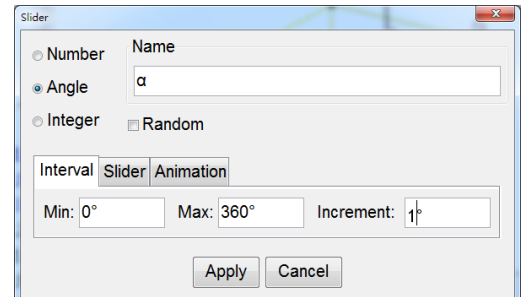 Slider
Number
Name
Angle
α
Integer
Random
Interval Slider Animation
Min: 0° Max: 360° Increment: 1°
Apply Cancel